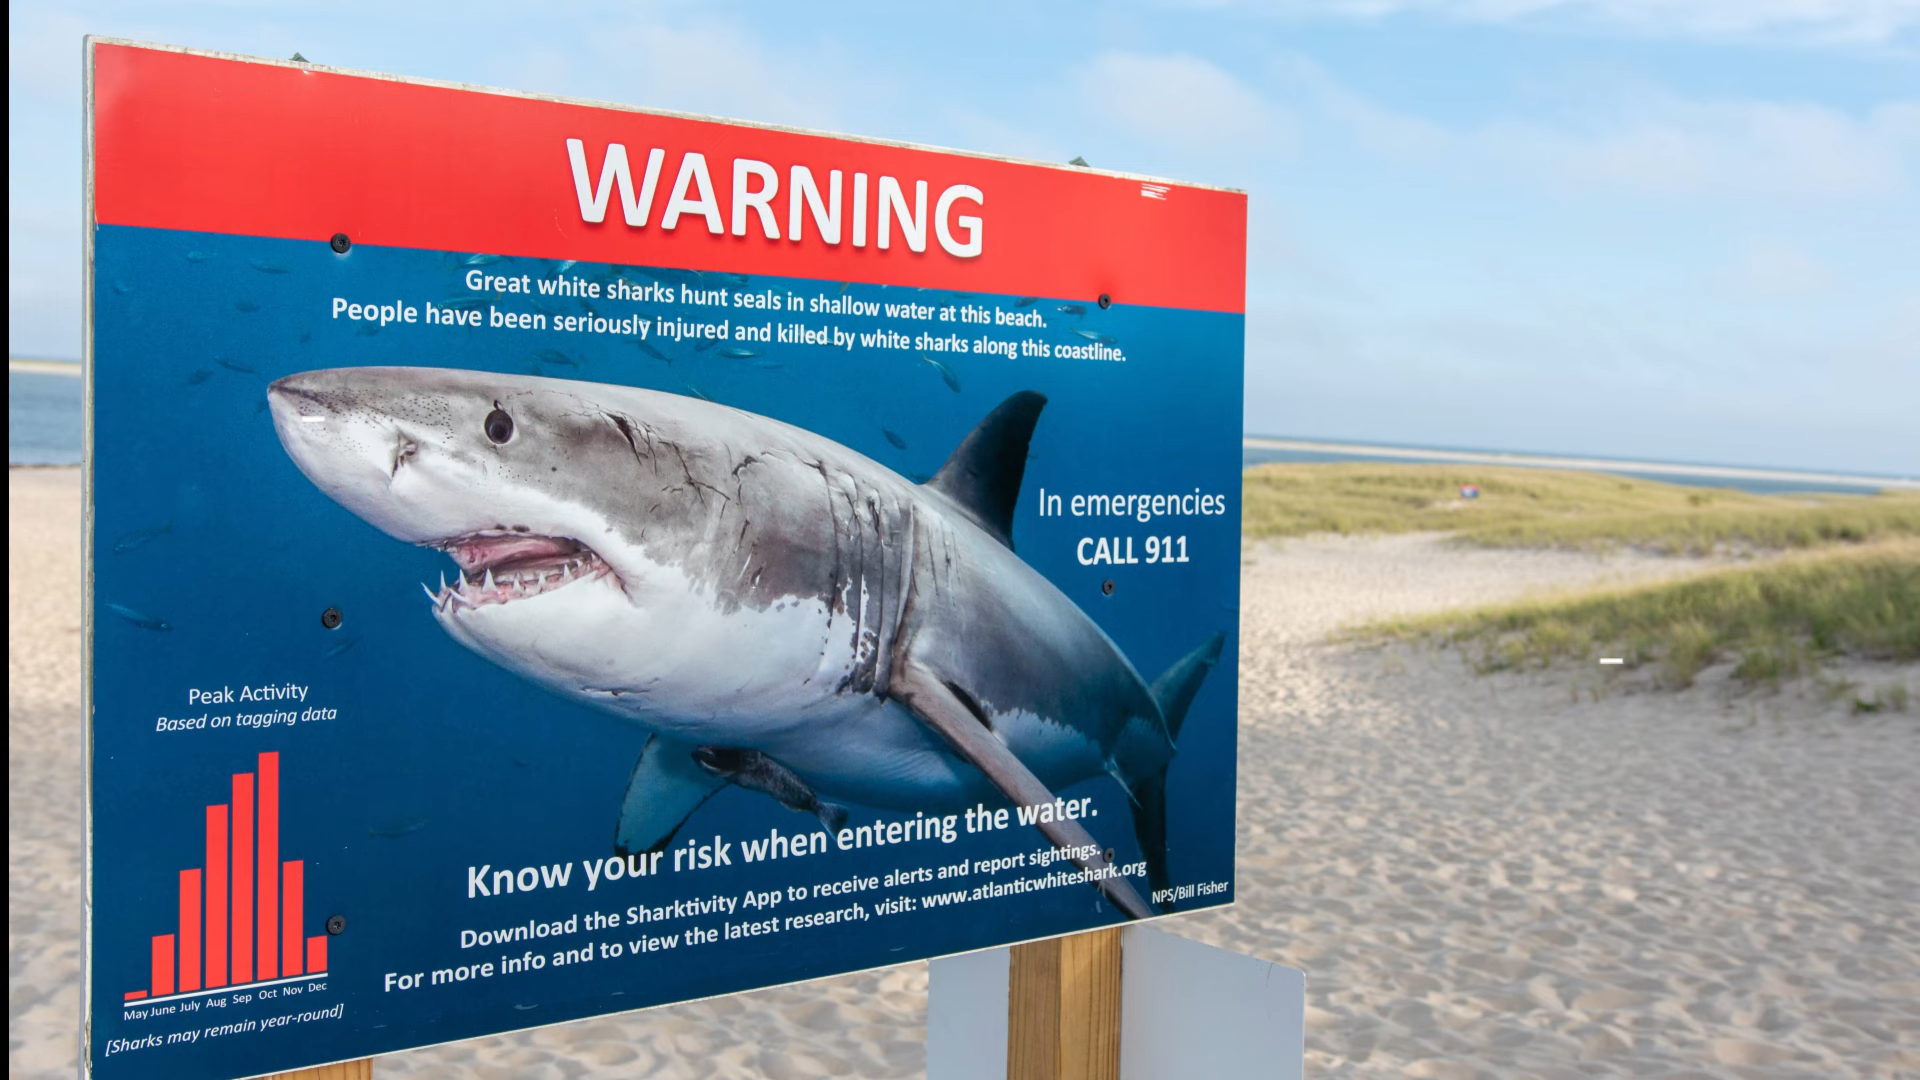 WARNING
Great white sharks hunt seals in shallow water at this beach.
People have been seriously injured and killed by white sharks along this coastline.
In emergencies
CALL 911
Peak Activity
Based on tagging data
May June July Aug Sep Oct Nov Dec
[Sharks may remain year-round]
Know your risk when entering the water.
Download the Sharktivity App to receive alerts and report sightings.
For more info and to view the latest research, visit: www.atlanticwhiteshark.org
NPS/Bill Fisher